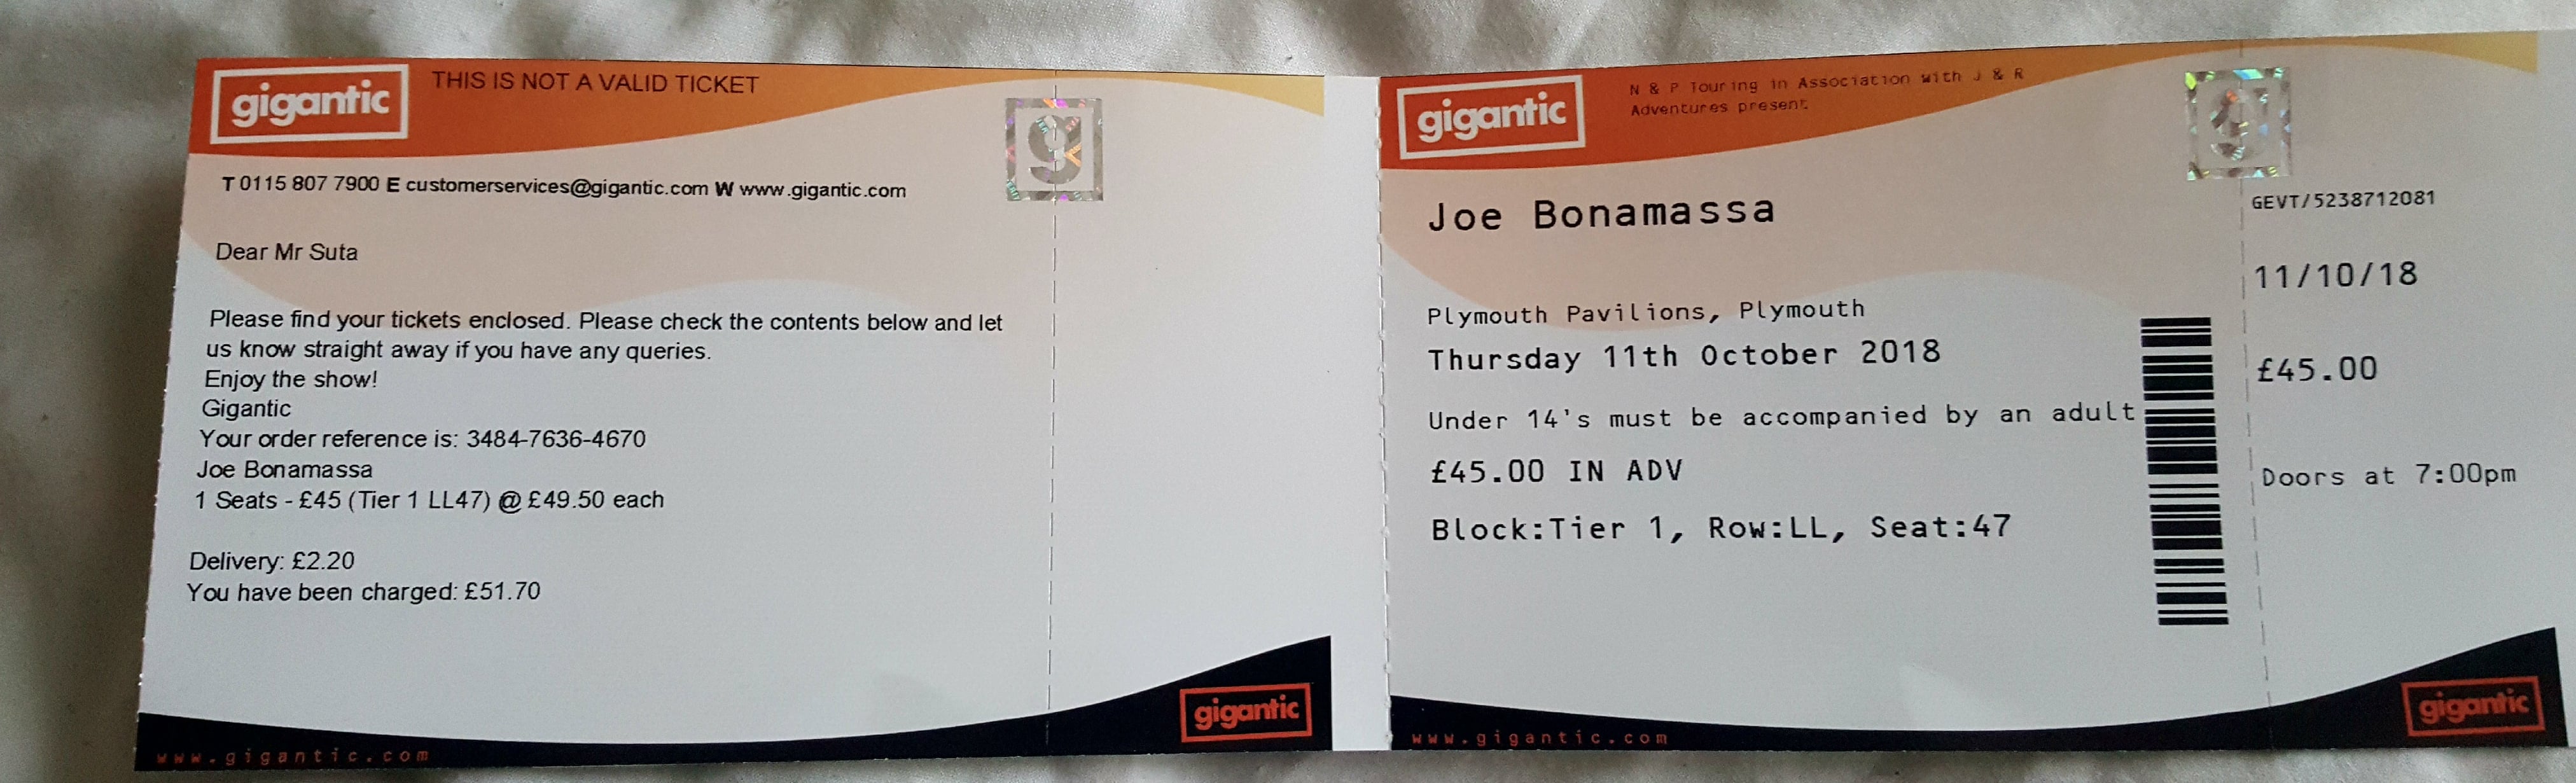 gigantic
THIS IS NOT A VALID TICKET
g
T 0115 807 7900 E customerservices@gigantic.com W www.gigantic.com
Dear Mr Suta
Please find your tickets enclosed. Please check the contents below and let
us know straight away if you have any queries.
Enjoy the show!
Gigantic
Your order reference is: 3484-7636-4670
Joe Bonamassa
1 Seats - £45 (Tier 1 LL47) @ £49.50 each
Delivery: £2.20
You have been charged: £51.70
gigantic
www.gigantic.com
gigantic
N & P Touring in Association with J & R
Adventures present
g
Joe Bonamassa
Plymouth Pavilions, Plymouth
Thursday 11th October 2018
Under 14's must be accompanied by an adult
£45.00 IN ADV
Block:Tier 1, Row:LL, Seat:47
GEVT/5238712081
11/10/18
£45.00
Doors at 7:00pm
gigantic
www.gigantic.com